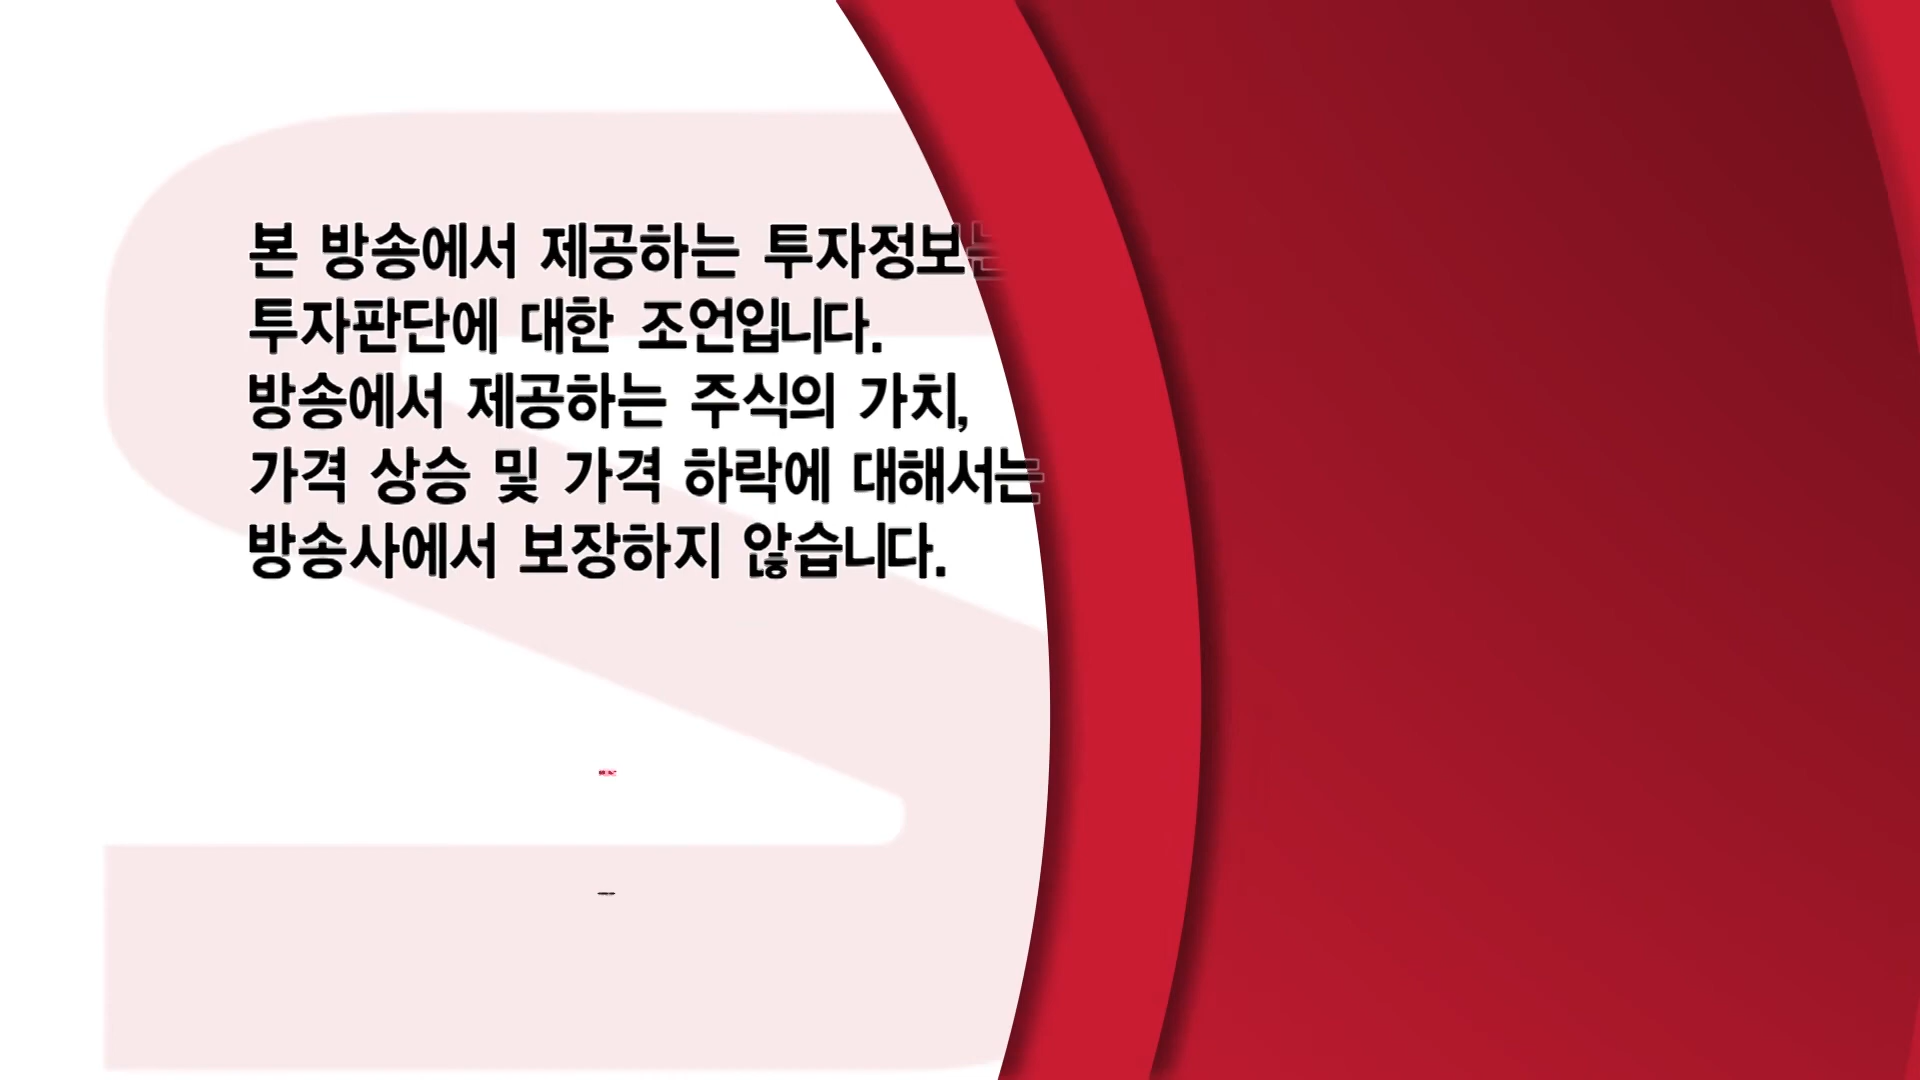 본 방송에서 제공하는 투자정보는
투자판단에 대한 조언입니다.
방송에서 제공하는 주식의 가치,
가격 상승 및 가격 하락에 대해서는
방송사에서 보장하지 않습니다.